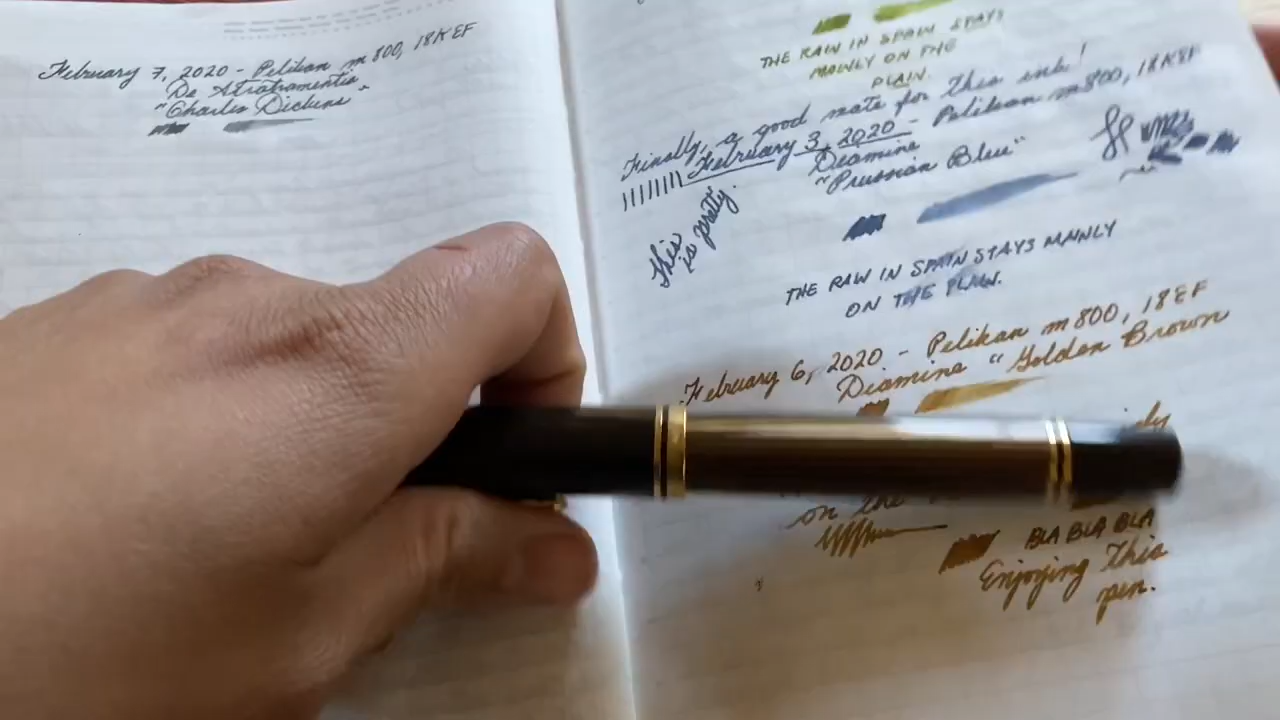 February 7, 2020 - Pelikan m800, 18K EF
De Atratramentis
"Charles Dickens"
THE RAIN IN SPAIN STAYS
MAINLY ON THE
PLAIN.
Finally, a good mate for this ink!
February 3, 2020 - Pelikan m800, 18K EF
Diamine
"Prussian Blue"
This
is pretty.
THE RAIN IN SPAIN STAYS MAINLY
ON THE PLAIN.
February 6, 2020 - Pelikan m800, 18 EF
Diamine "Golden Brown
on the
BLA BLA BLA
Enjoying This
pen.